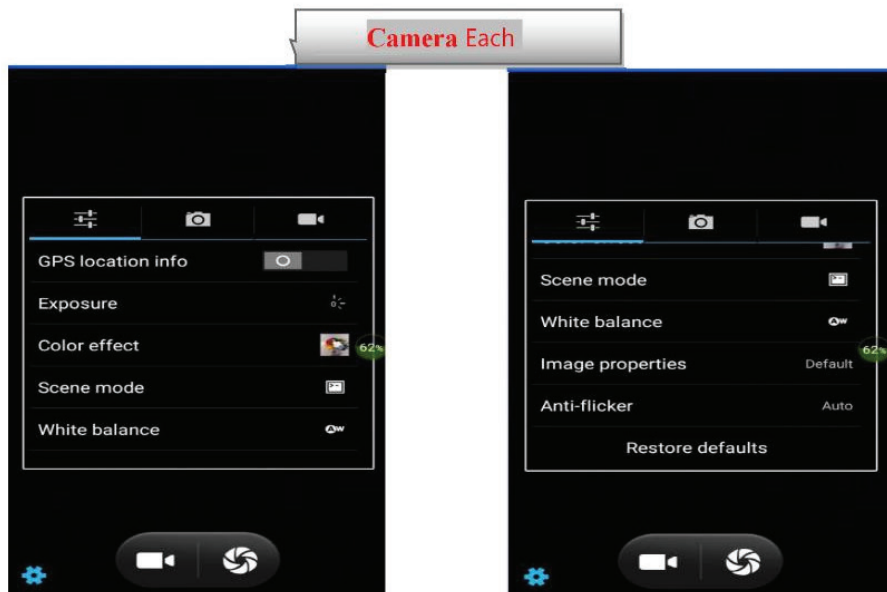 Camera Each
GPS location info
Exposure
Color effect
62%
Scene mode
White balance
Scene mode
White balance
62%
Image properties Default
Anti-flicker Auto
Restore defaults